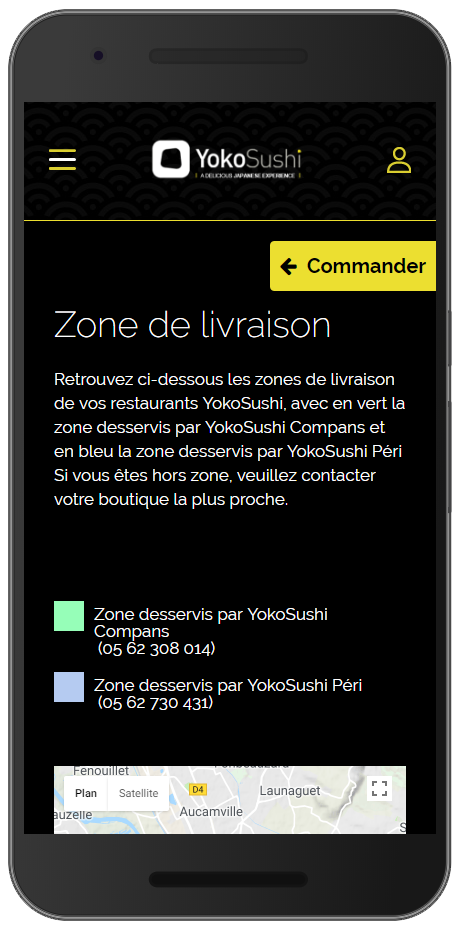 YokoSushi
A DELICIOUS JAPANESE EXPERIENCE
Commander
Zone de livraison
Retrouvez ci-dessous les zones de livraison
de vos restaurants YokoSushi, avec en vert la
zone desservis par YokoSushi Compans et
en bleu la zone desservis par YokoSushi Péri
Si vous êtes hors zone, veuillez contacter
votre boutique la plus proche.
Zone desservis par YokoSushi
Compans
(05 62 308 014)
Zone desservis par YokoSushi Péri
(05 62 730 431)
Fenouillet
Plan Satellite
D4
Launaguet
Aucamville